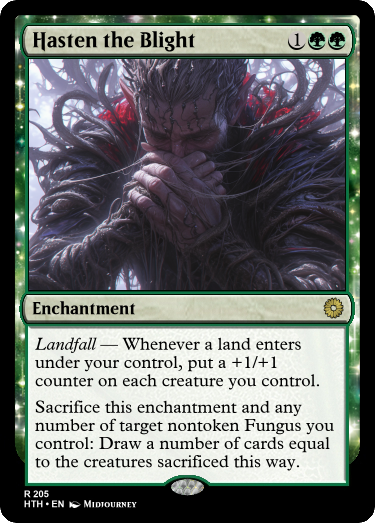 Hasten the Blight 1
Enchantment
Landfall — Whenever a land enters
under your control, put a +1/+1
counter on each creature you control.
Sacrifice this enchantment and any
number of target nontoken Fungus you
control: Draw a number of cards equal
to the creatures sacrificed this way.
R 205
HTH • EN Midjourney